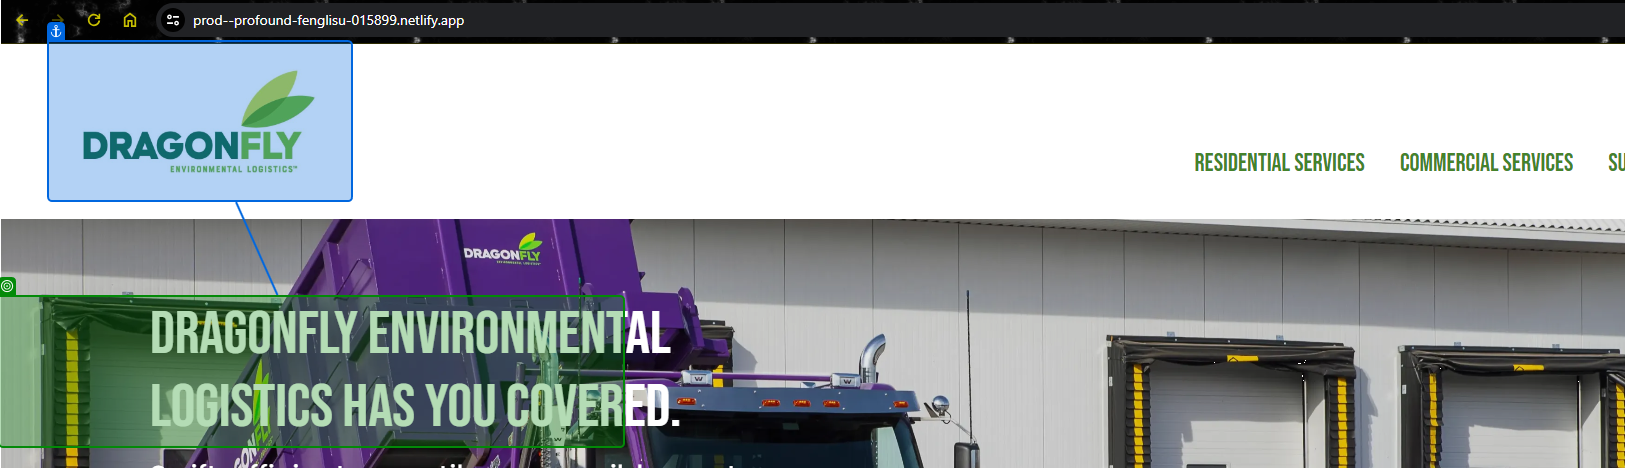 prod--profound-fenglisu-015899.netlify.app
DRAGONFLY
ENVIRONMENTAL LOGISTICS™
RESIDENTIAL SERVICES
COMMERCIAL SERVICES
SU
DRAGONFLY
DRAGONFLY ENVIRONMENTAL
LOGISTICS HAS YOU COVERED.